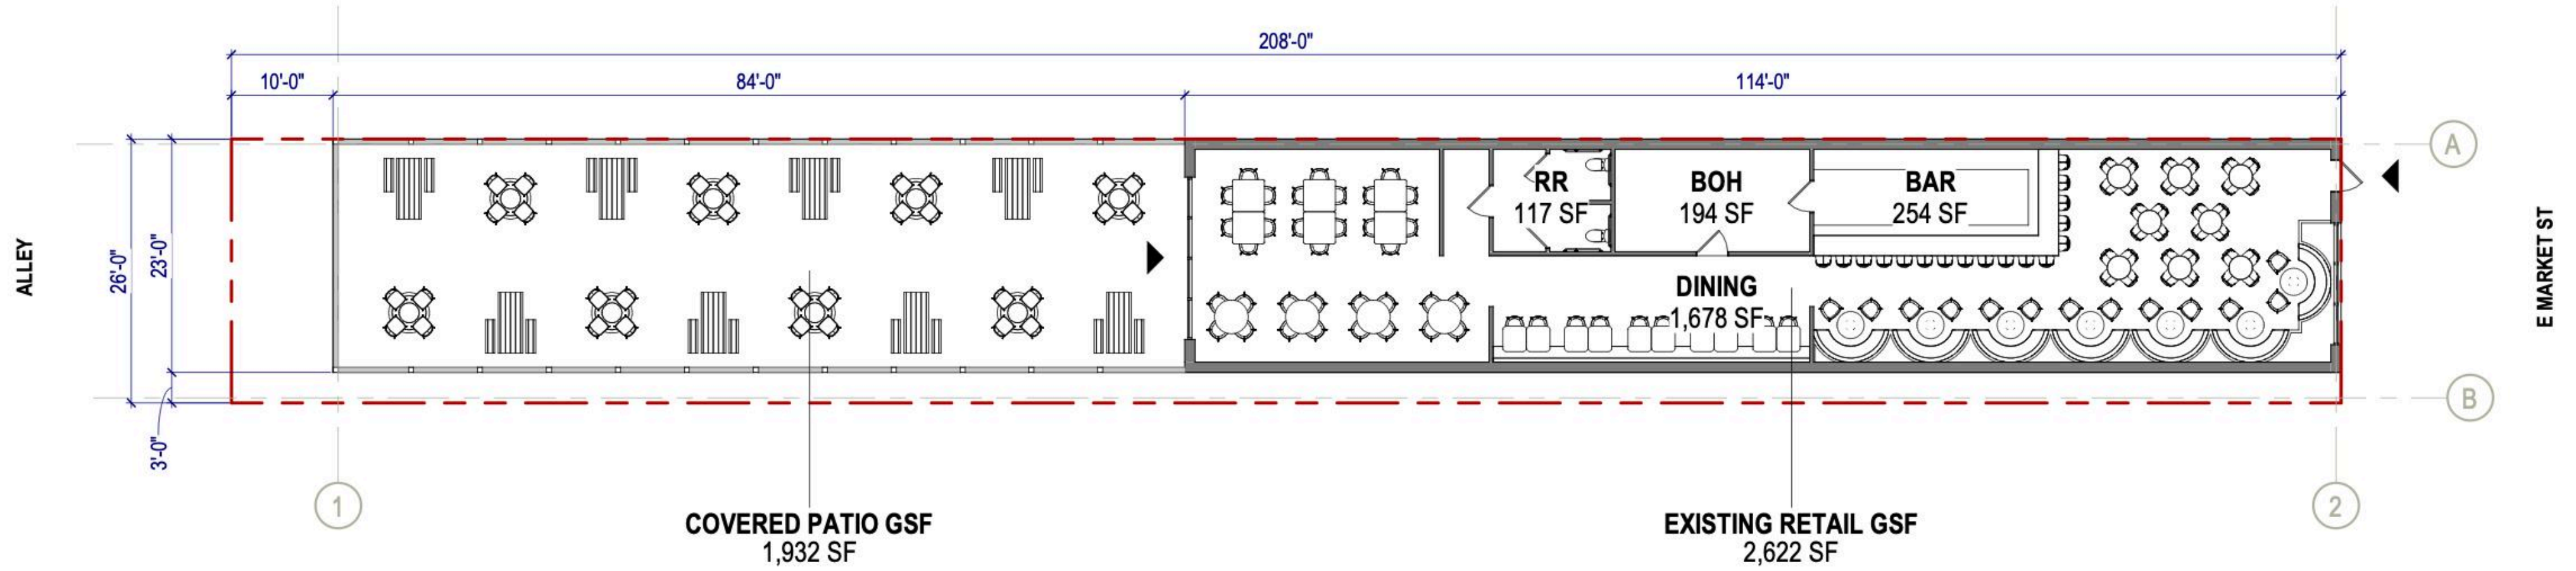 208'-0"
10'-0"
84'-0"
114'-0"
A
RR
117 SF
BOH
194 SF
BAR
254 SF
ALLEY
26'-0"
23'-0"
E MARKET ST
DINING
1,678 SF
B
3'-0"
1
2
COVERED PATIO GSF
1,932 SF
EXISTING RETAIL GSF
2,622 SF